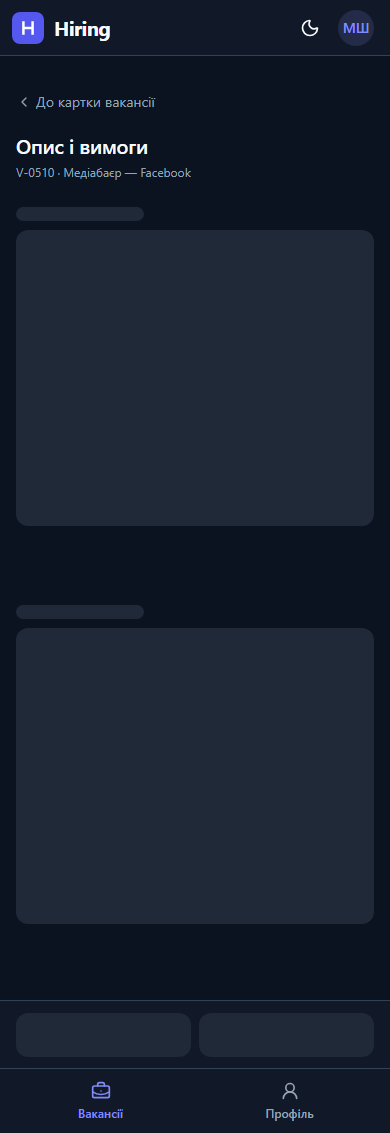 H Hiring МШ
До картки вакансії
Опис і вимоги
V-0510 · Медіабаєр — Facebook
Вакансії Профіль